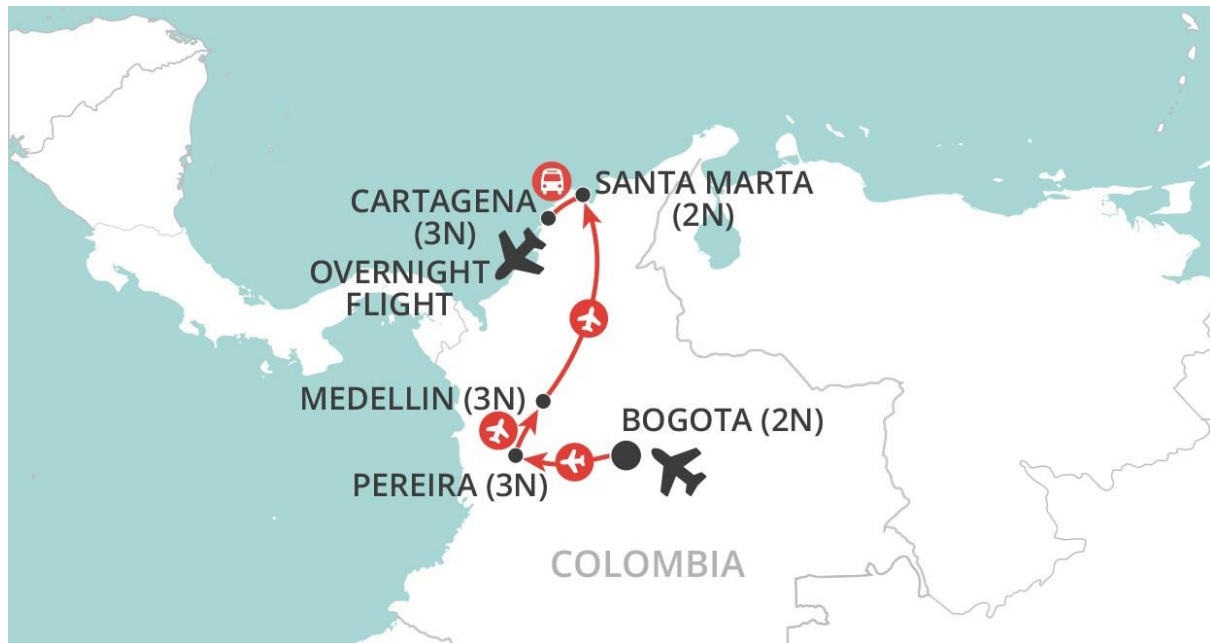 SANTA MARTA
(2N)
CARTAGENA
(3N)
OVERNIGHT
FLIGHT
MEDELLIN (3N)
BOGOTA (2N)
PEREIRA (3N)
COLOMBIA